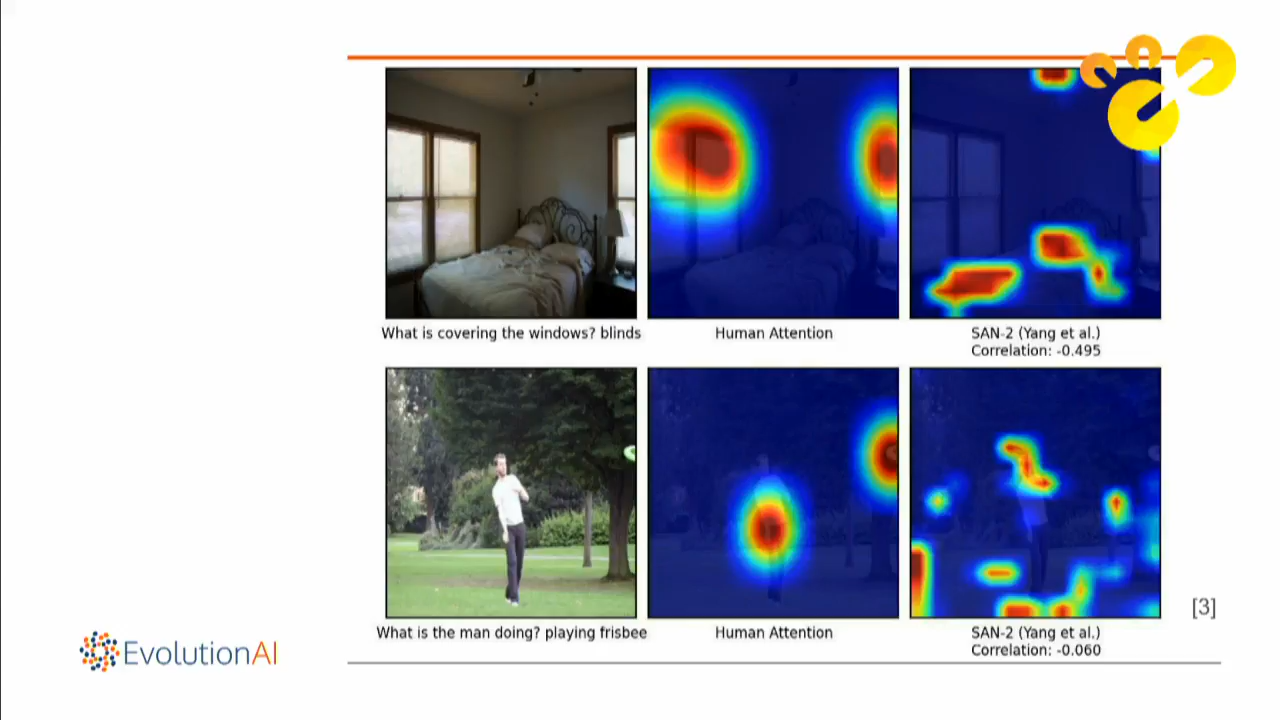 What is covering the windows? blinds
Human Attention
SAN-2 (Yang et al.)
Correlation: -0.495
What is the man doing? playing frisbee
Human Attention
SAN-2 (Yang et al.)
Correlation: -0.060
[3]
EvolutionAI